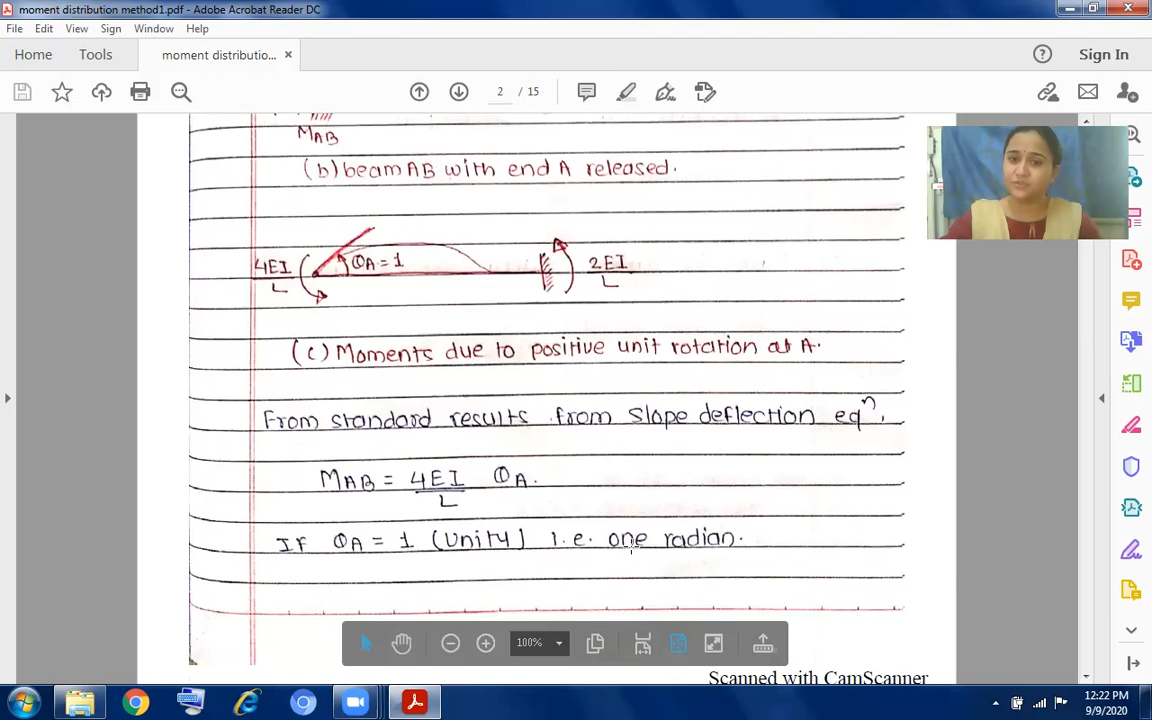 moment distribution method1.pdf - Adobe Acrobat Reader DC
File Edit View Sign Window Help
Home Tools moment distributio... × Sign In
2 / 15
MAB
(b) beam AB with end A released.
4EI/L θA = 1 2EI/L
(c) Moments due to positive unit rotation at A.
From standard results from slope deflection eqⁿ.
MAB = 4EI/L θA.
If θA = 1 (Unity) i.e. one radian.
100%
Scanned with CamScanner
12:22 PM
9/9/2020